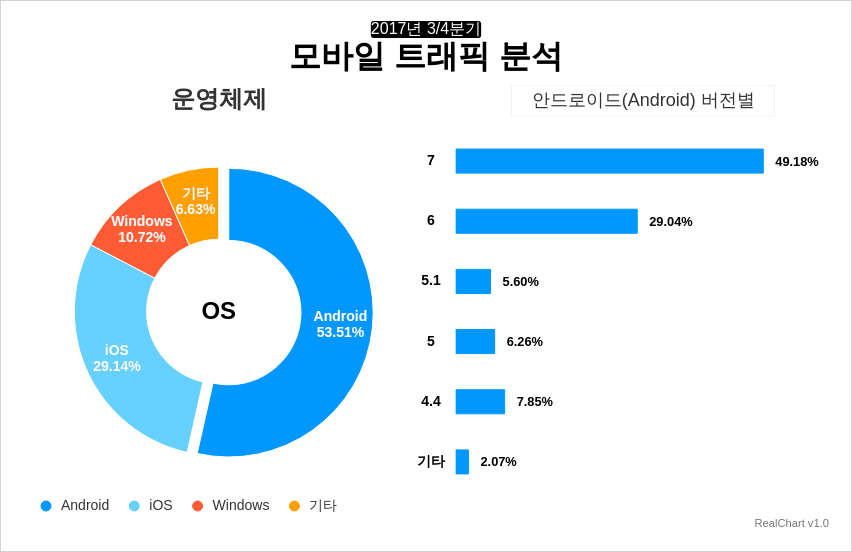 2017년 3/4분기
모바일 트래픽 분석
운영체제
기타
6.63%
Windows
10.72%
OS
Android
53.51%
iOS
29.14%
Android
iOS
Windows
기타
안드로이드(Android) 버전별
7
49.18%
6
29.04%
5.1
5.60%
5
6.26%
4.4
7.85%
기타
2.07%
RealChart v1.0